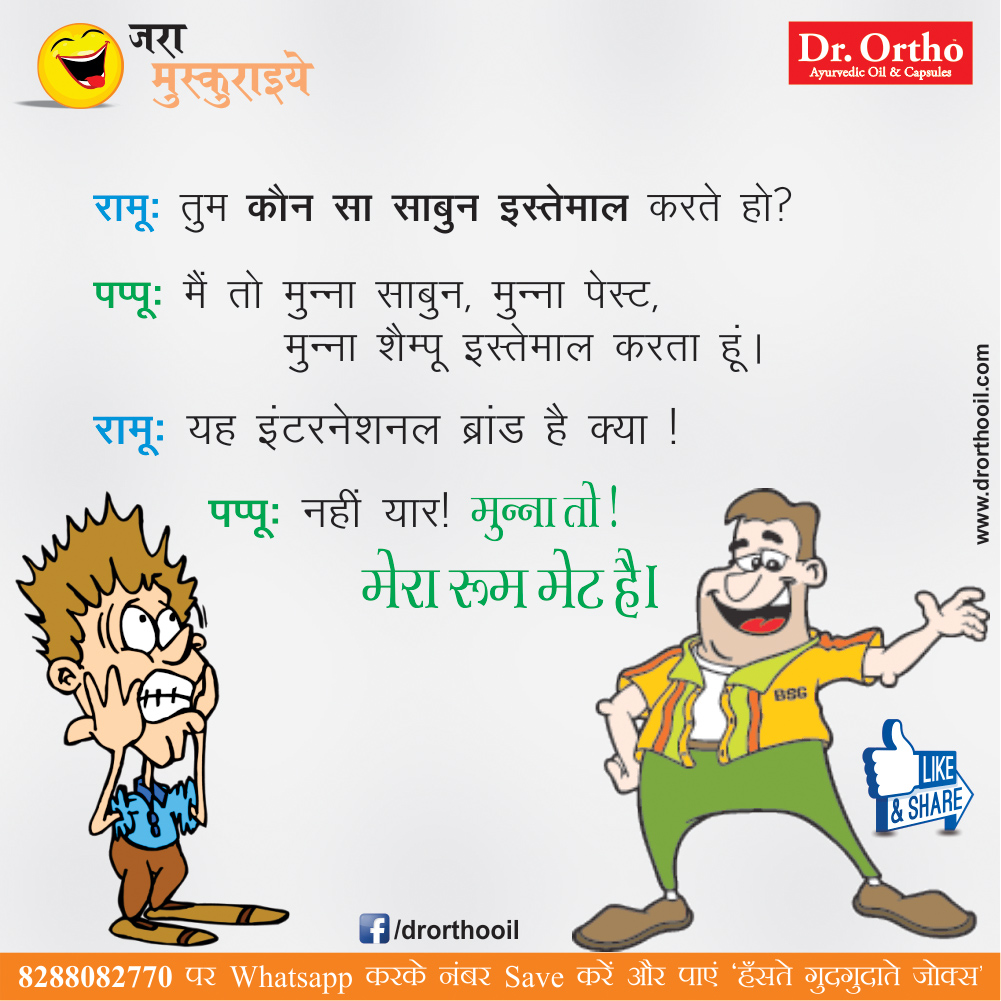 जरा
मुस्कुराइये
Dr. Ortho™
Ayurvedic Oil & Capsules
रामू: तुम कौन सा साबुन इस्तेमाल करते हो?
पप्पू: मैं तो मुन्ना साबुन, मुन्ना पेस्ट,
मुन्ना शैम्पू इस्तेमाल करता हूं।
रामू: यह इंटरनेशनल ब्रांड है क्या !
पप्पू: नहीं यार! मुन्ना तो !
मेरा रूम मेट है।
www.drorthooil.com
BSG
LIKE
& SHARE
f /drorthooil
8288082770 पर Whatsapp करके नंबर Save करें और पाएं ‘हँसते गुदगुदाते जोक्स’